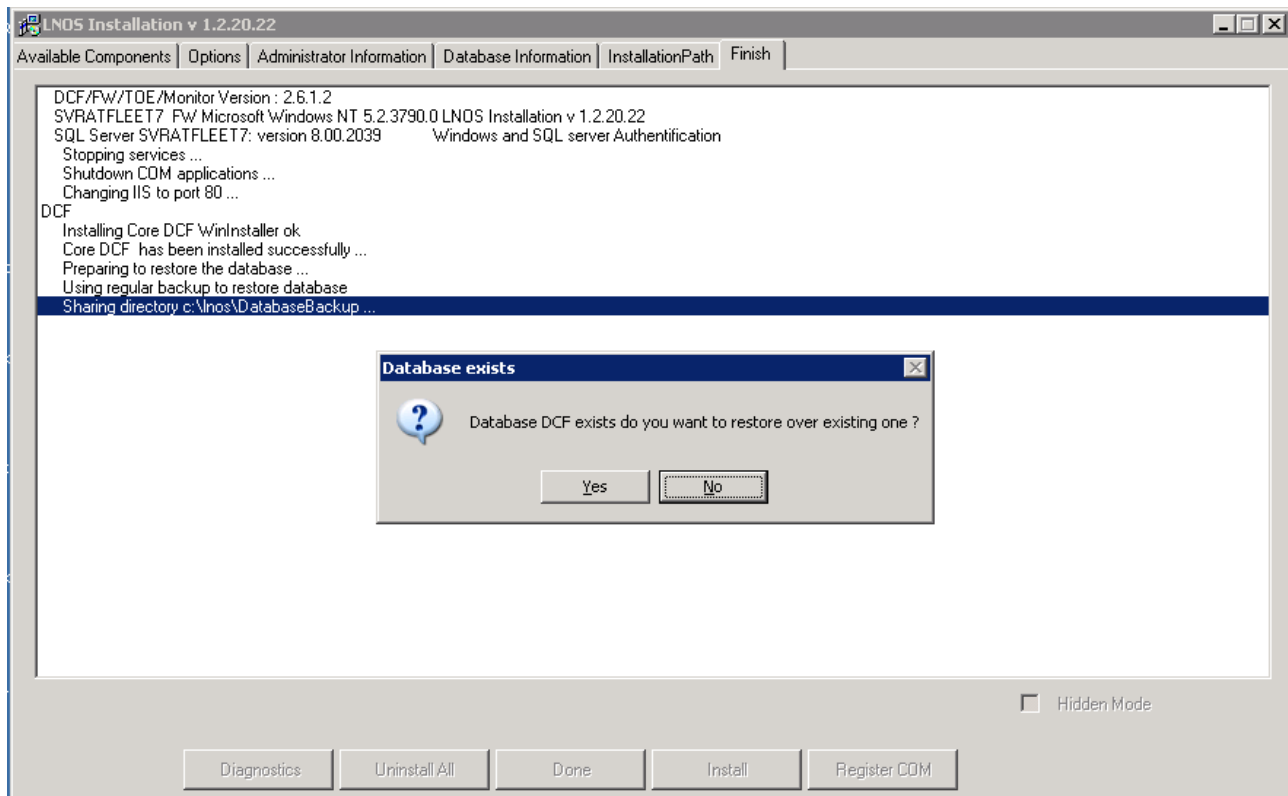 LNOS Installation v 1.2.20.22
Available Components Options Administrator Information Database Information InstallationPath Finish
DCF/FW/TOE/Monitor Version : 2.6.1.2
SVRATFLEET7 FW Microsoft Windows NT 5.2.3790.0 LNOS Installation v 1.2.20.22
SQL Server SVRATFLEET7: version 8.00.2039 Windows and SQL server Authentification
Stopping services ...
Shutdown COM applications ...
Changing IIS to port 80 ...
DCF
Installing Core DCF WinInstaller ok
Core DCF has been installed successfully ...
Preparing to restore the database ...
Using regular backup to restore database
Sharing directory c:\lnos\DatabaseBackup ...
Database exists
Database DCF exists do you want to restore over existing one ?
Yes No
Hidden Mode
Diagnostics Uninstall All Done Install Register COM